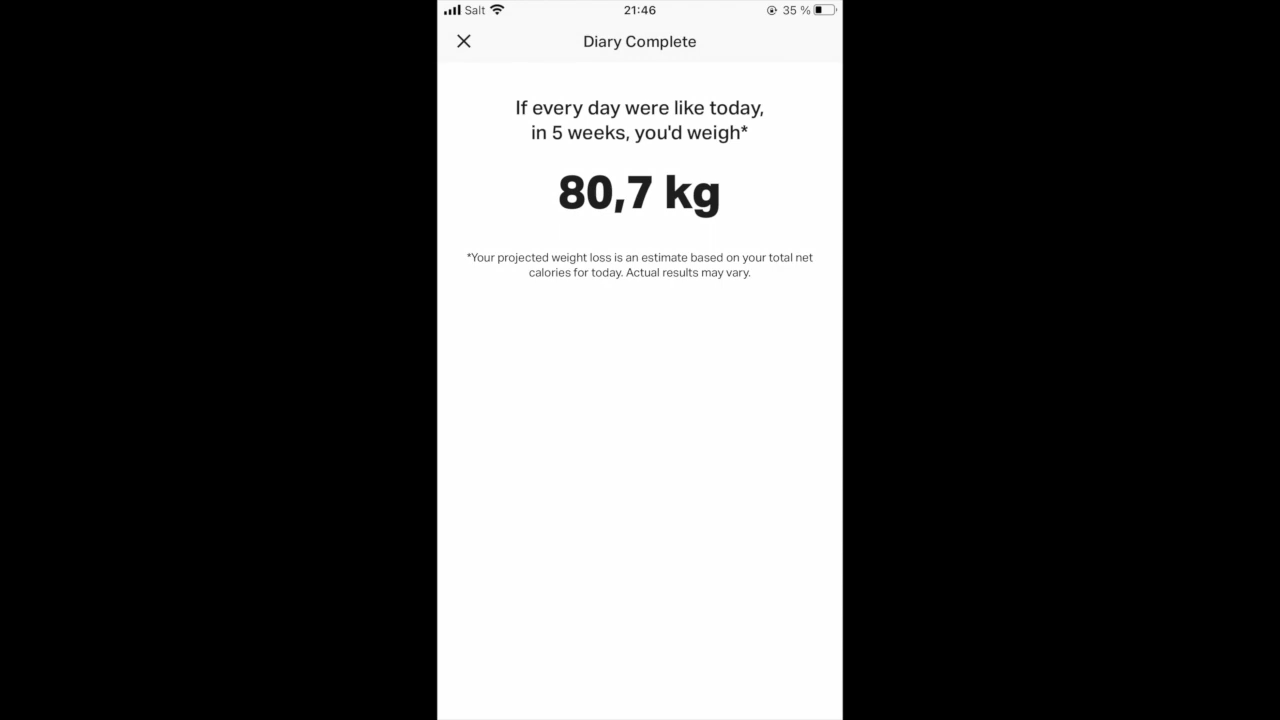 Salt 21:46 35 %
Diary Complete
If every day were like today,
in 5 weeks, you'd weigh*
80,7 kg
*Your projected weight loss is an estimate based on your total net
calories for today. Actual results may vary.